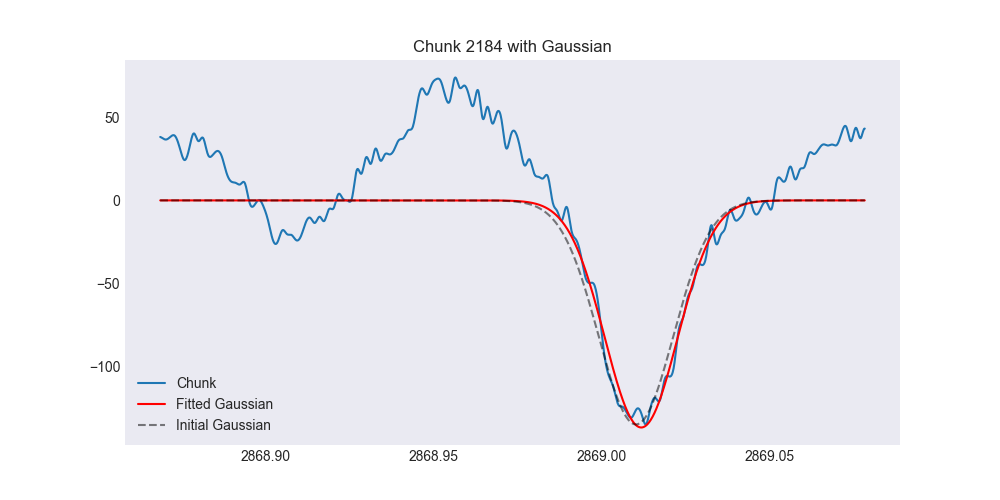 Chunk 2184 with Gaussian
50
0
−50
−100
Chunk
Fitted Gaussian
Initial Gaussian
2868.90 2868.95 2869.00 2869.05